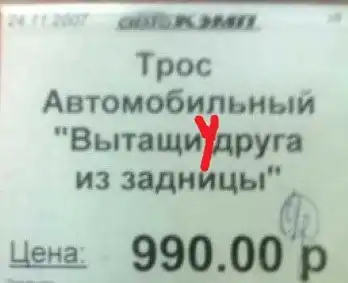 24.11.2007
Трос
Автомобильный
"Вытащи У друга
из задницы"
Цена: 990.00 р